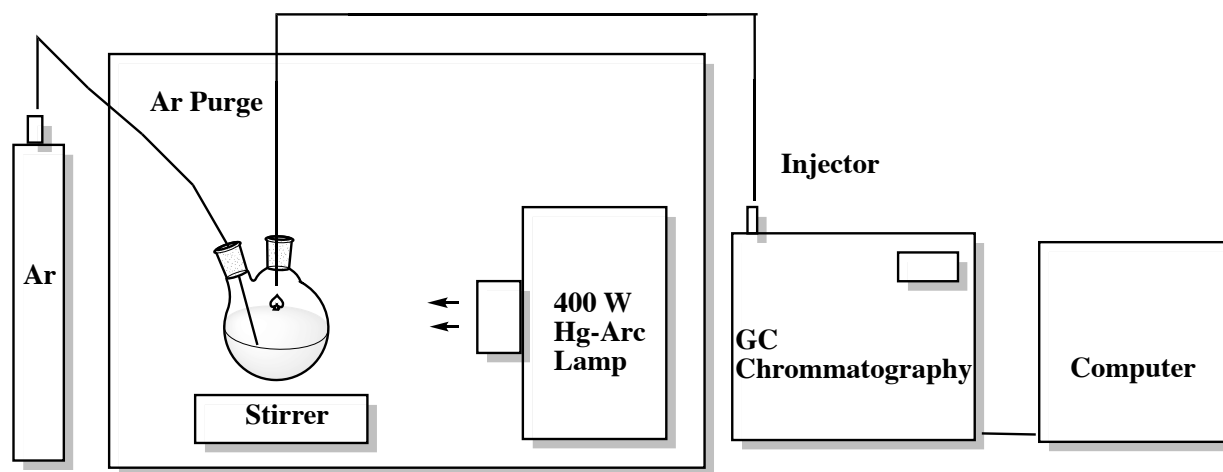 Ar Purge
Injector
Ar
400 W
Hg-Arc
Lamp
GC
Chrommatography
Computer
Stirrer